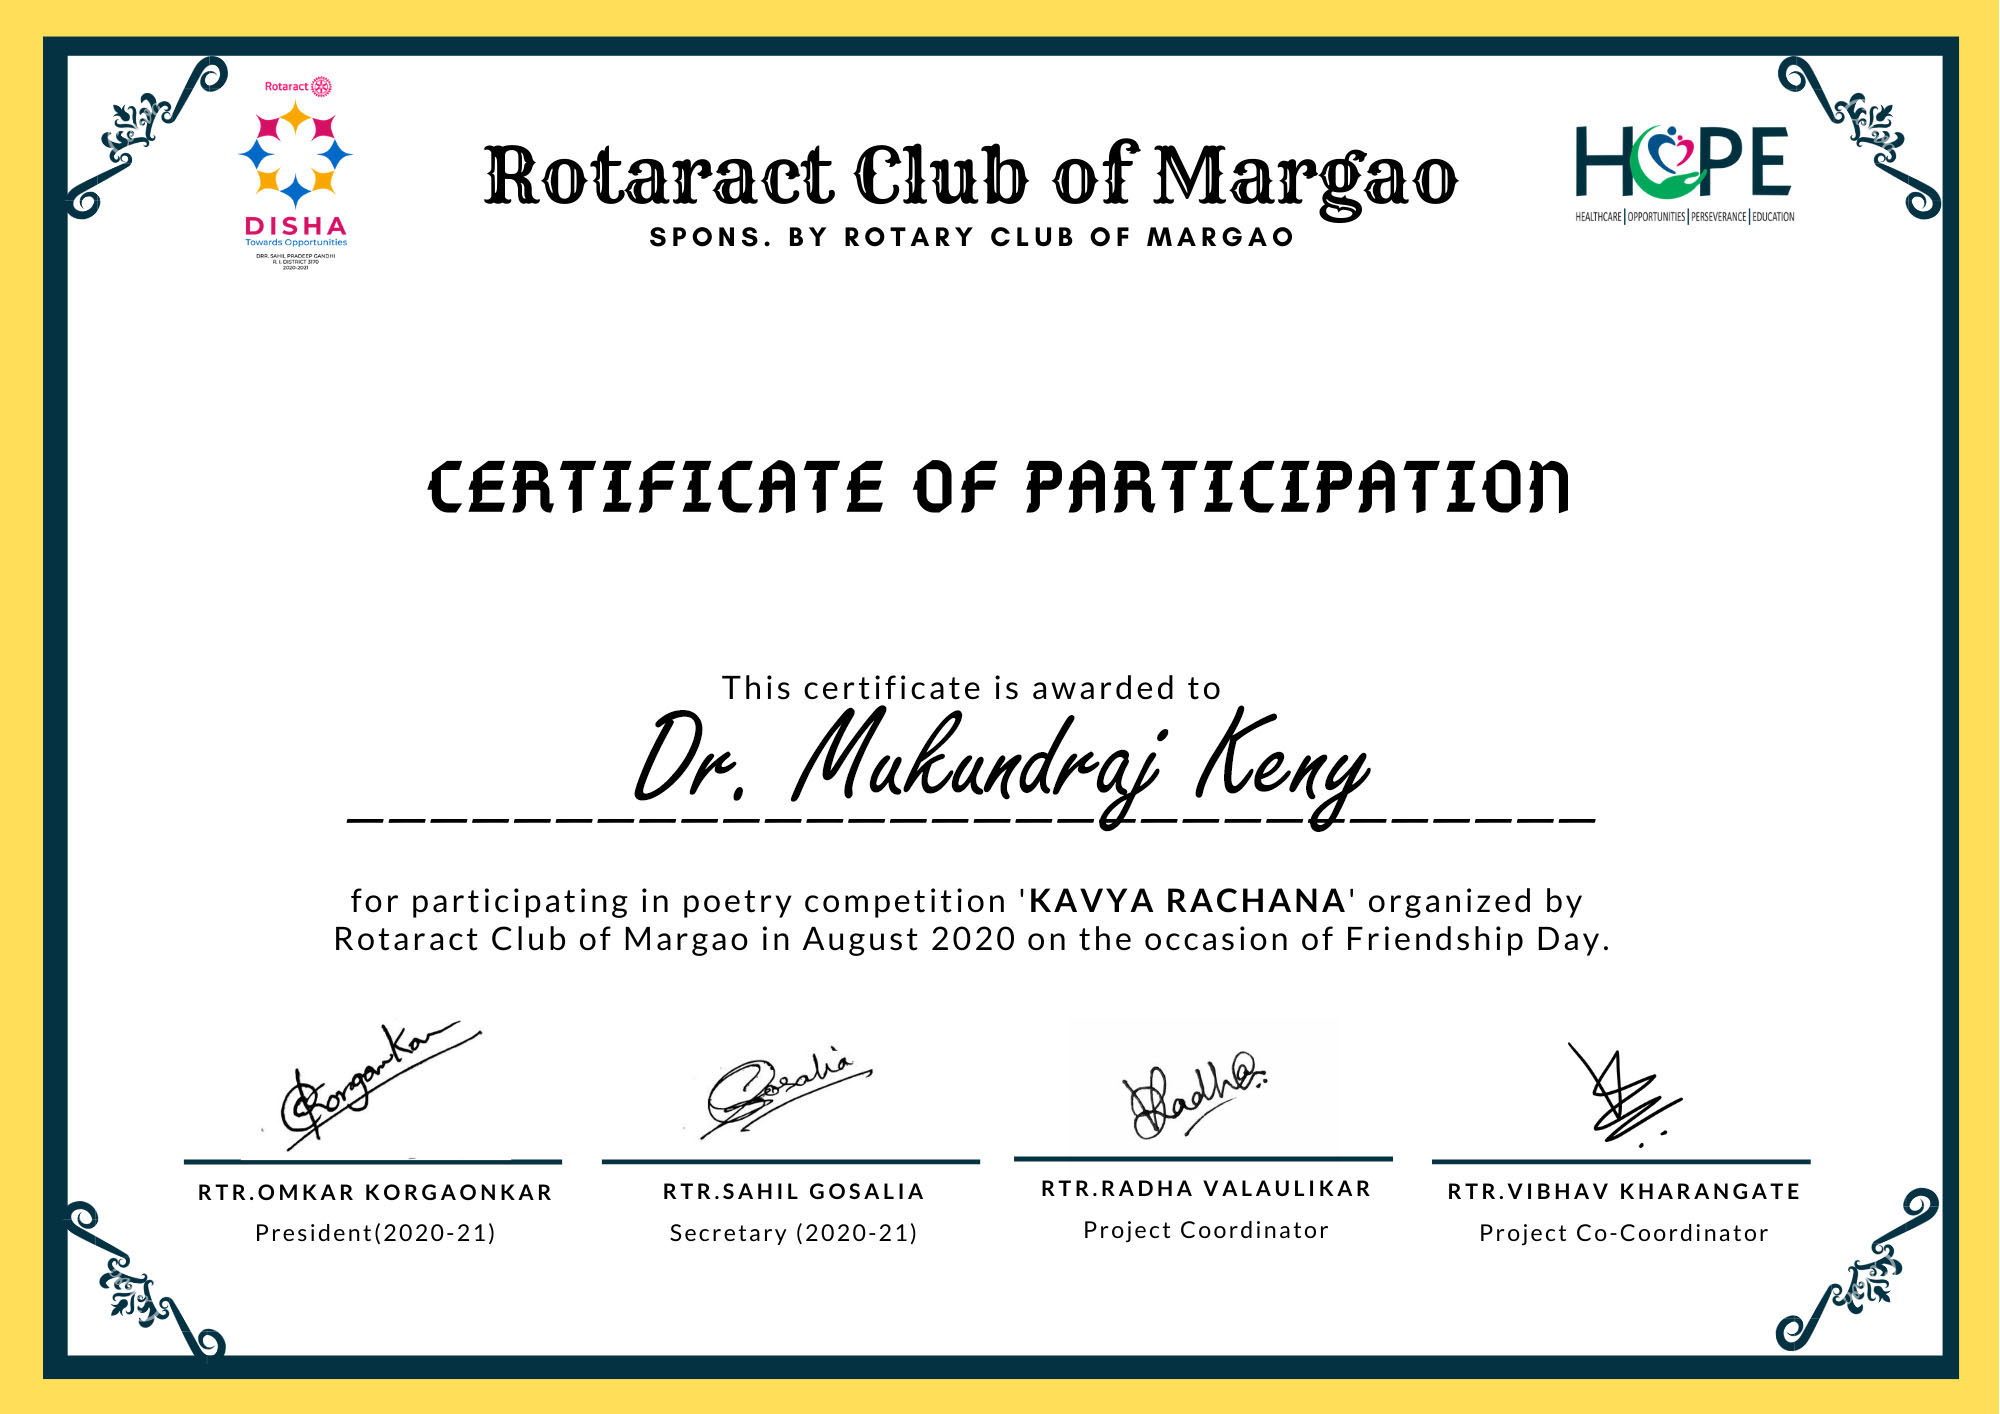 Rotaract
DISHA
Towards Opportunities
DRR. SAHIL PRADEEP GANDHI
R. I. DISTRICT 3170
2020-2021
Rotaract Club of Margao
SPONS. BY ROTARY CLUB OF MARGAO
HOPE
HEALTHCARE|OPPORTUNITIES|PERSEVERANCE|EDUCATION
CERTIFICATE OF PARTICIPATION
This certificate is awarded to
Dr. Mukundraj Keny
for participating in poetry competition 'KAVYA RACHANA' organized by
Rotaract Club of Margao in August 2020 on the occasion of Friendship Day.
Korgaonkar
Gosalia
Radha
RTR.OMKAR KORGAONKAR
President(2020-21)
RTR.SAHIL GOSALIA
Secretary (2020-21)
RTR.RADHA VALAULIKAR
Project Coordinator
RTR.VIBHAV KHARANGATE
Project Co-Coordinator